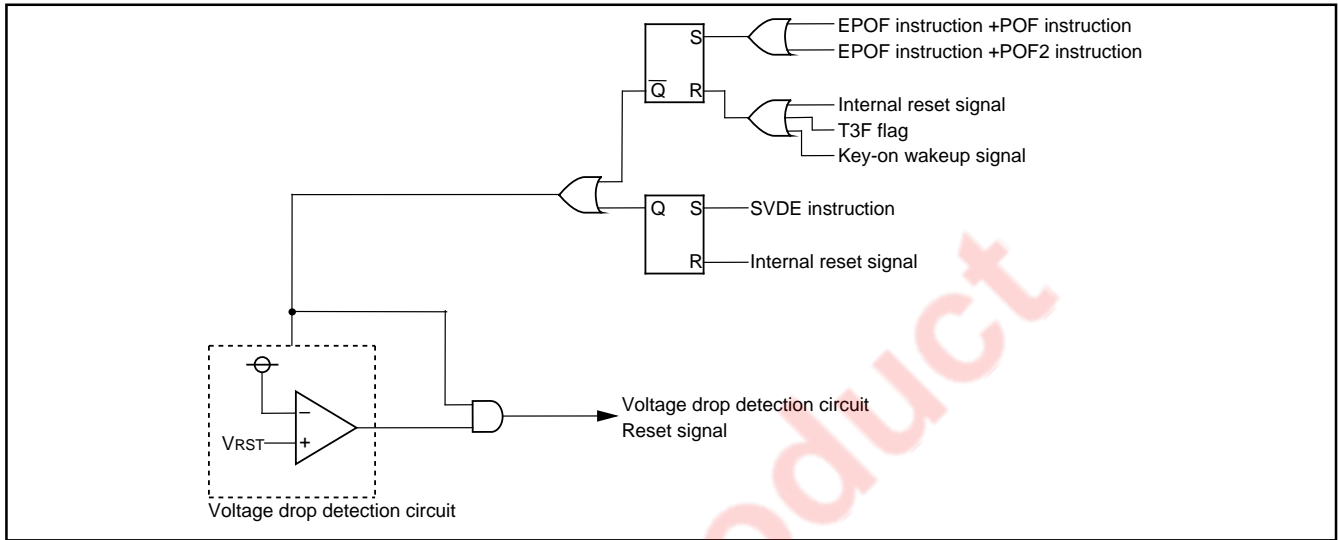 EPOF instruction +POF instruction
S
EPOF instruction +POF2 instruction
Q
R
Internal reset signal
T3F flag
Key-on wakeup signal
Q
S
SVDE instruction
R
Internal reset signal
−
VRST
+
Voltage drop detection circuit
Reset signal
Voltage drop detection circuit
oduct